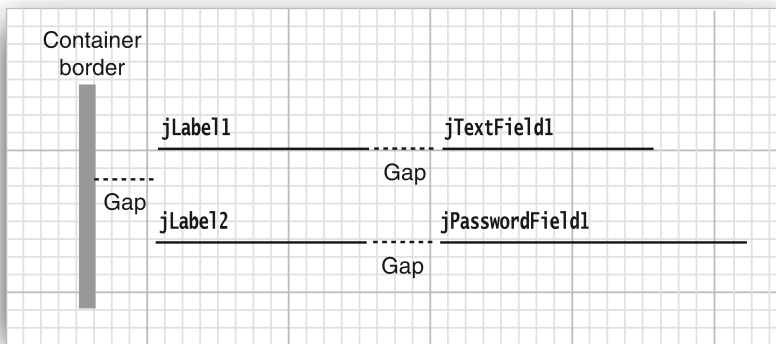 Container
border
jLabel1
jTextField1
Gap
Gap
jLabel2
jPasswordField1
Gap